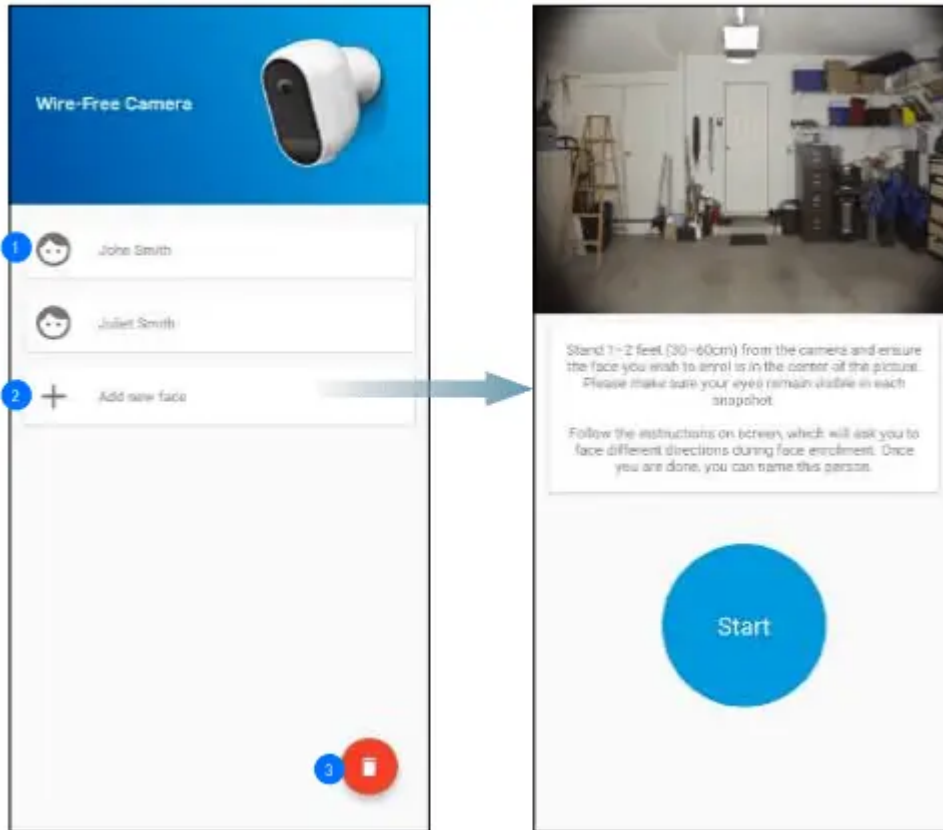 Wire-Free Camera
1
John Smith
Juliet Smith
2
Add new face
3
Stand 1-2 feet (30-60cm) from the camera and ensure
the face you wish to enrol is in the center of the picture.
Please make sure your eyes remain visible in each
snapshot.
Follow the instructions on screen, which will ask you to
face different directions during face enrollment. Once
you are done, you can name this person.
Start